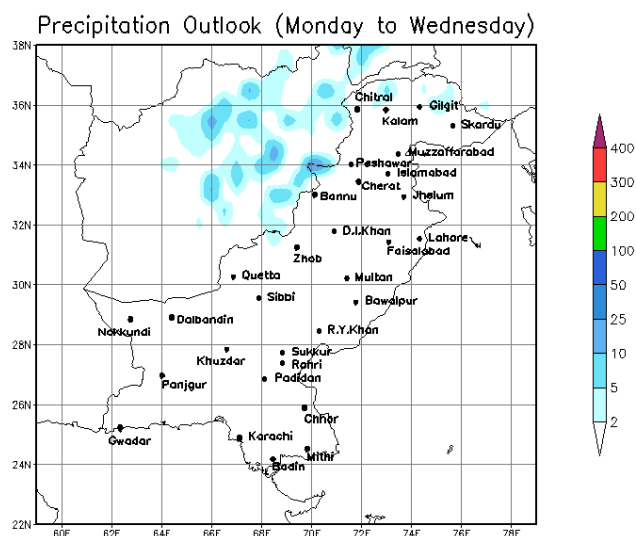 Precipitation Outlook (Monday to Wednesday)
38N
36N
34N
32N
30N
28N
26N
24N
22N
Chitral
Kalam
Gilgit
Skardu
Muzzaffarabad
Peshawar
Islamabad
Cherat
Bannu
Jhelum
D.I.Khan
Lahore
Faisalabad
Zhob
Quetta
Multan
Sibbi
Bawalpur
Nokkundi
Dalbandin
R.Y.Khan
Khuzdar
Sukkur
Rohri
Padidan
Panjgur
Chhor
Gwadar
Karachi
Mithi
Badin
60E 62E 64E 66E 68E 70E 72E 74E 76E 78E
400
300
200
100
50
25
10
5
2